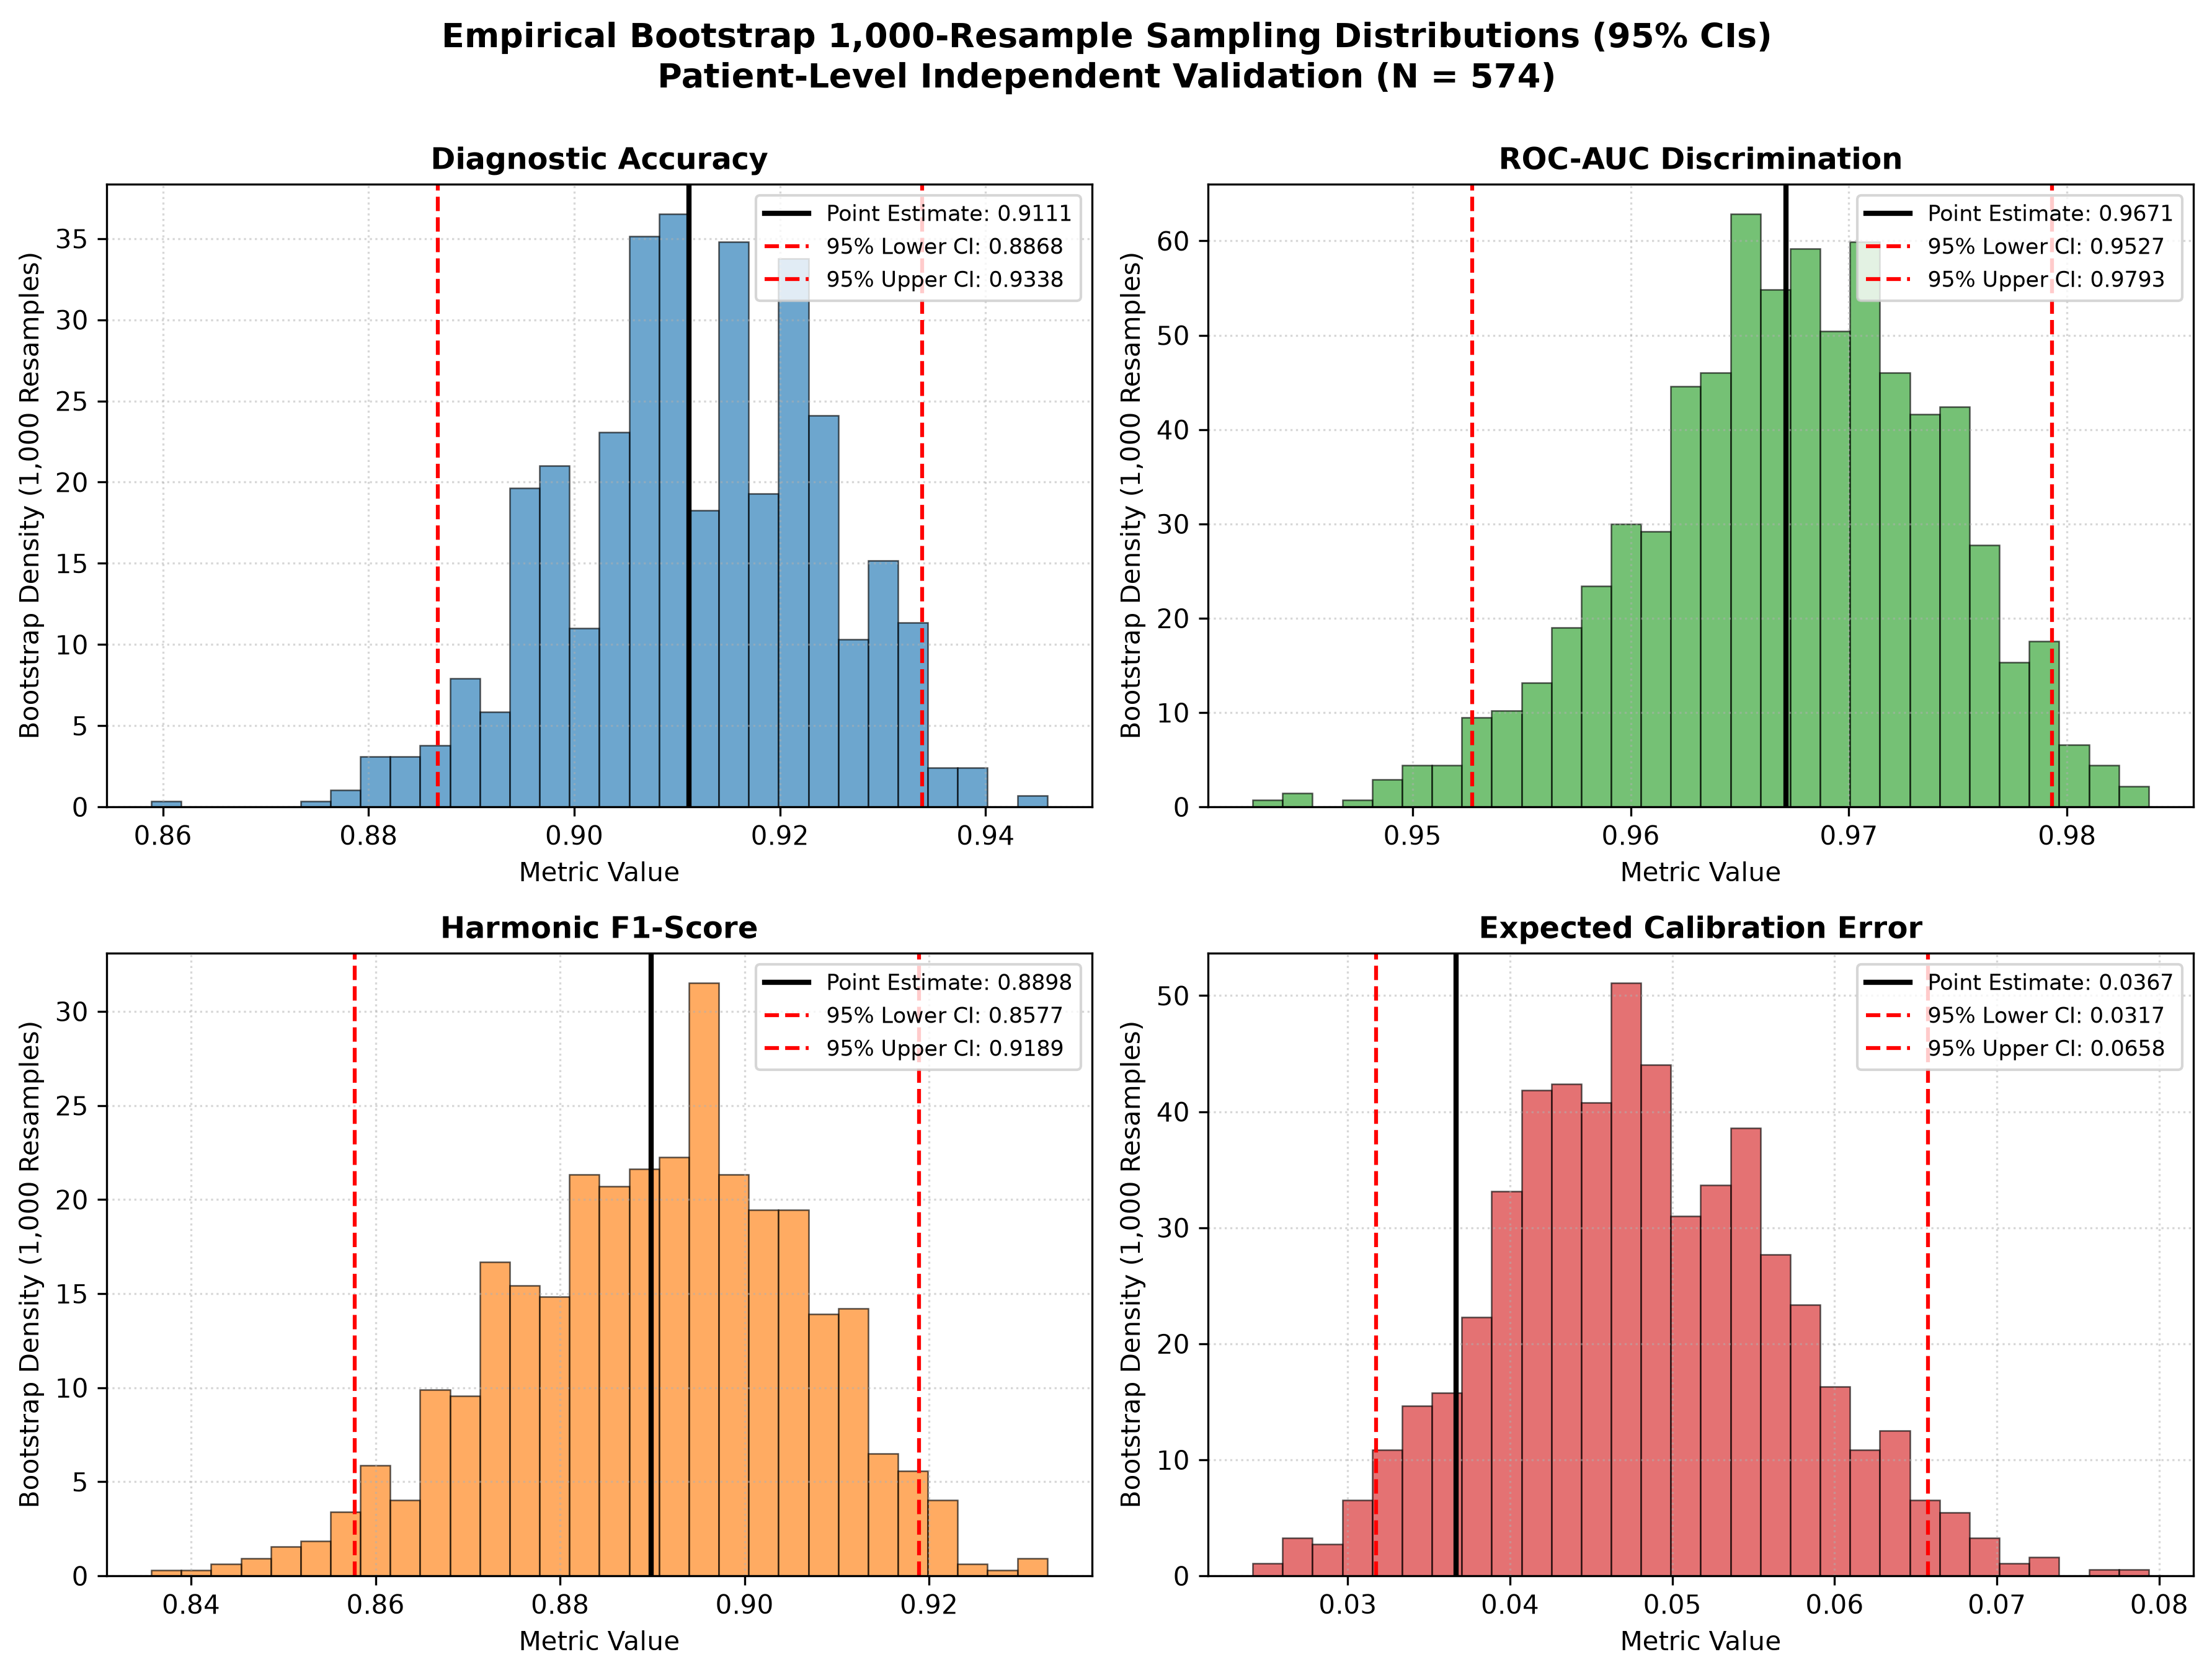 Empirical Bootstrap 1,000-Resample Sampling Distributions (95% CIs)
Patient-Level Independent Validation (N = 574)
Diagnostic Accuracy
Bootstrap Density (1,000 Resamples)
35
30
25
20
15
10
5
0
Point Estimate: 0.9111
95% Lower CI: 0.8868
95% Upper CI: 0.9338
0.86 0.88 0.90 0.92 0.94
Metric Value
ROC-AUC Discrimination
Bootstrap Density (1,000 Resamples)
60
50
40
30
20
10
0
Point Estimate: 0.9671
95% Lower CI: 0.9527
95% Upper CI: 0.9793
0.95 0.96 0.97 0.98
Metric Value
Harmonic F1-Score
Bootstrap Density (1,000 Resamples)
30
25
20
15
10
5
0
Point Estimate: 0.8898
95% Lower CI: 0.8577
95% Upper CI: 0.9189
0.84 0.86 0.88 0.90 0.92
Metric Value
Expected Calibration Error
Bootstrap Density (1,000 Resamples)
50
40
30
20
10
0
Point Estimate: 0.0367
95% Lower CI: 0.0317
95% Upper CI: 0.0658
0.03 0.04 0.05 0.06 0.07 0.08
Metric Value